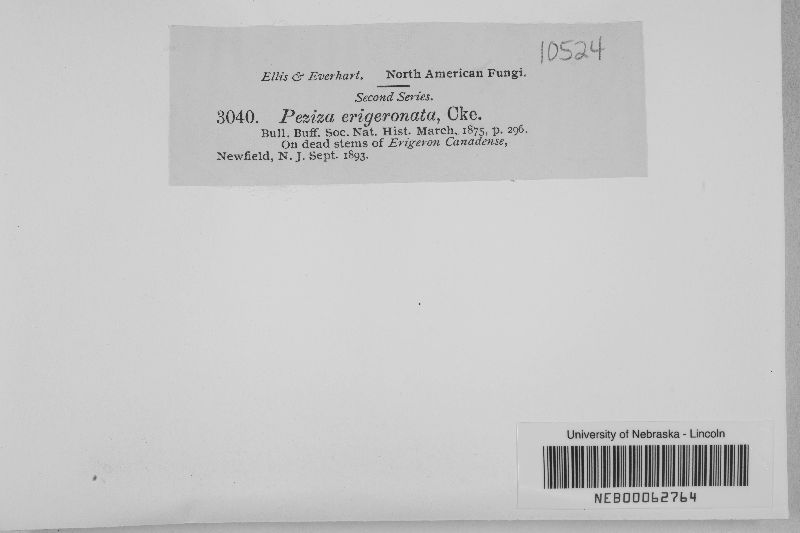 10524
Ellis & Everhart. North American Fungi.
Second Series.
3040. Peziza erigeronata, Cke.
Bull. Buff. Soc. Nat. Hist. March, 1875, p. 296.
On dead stems of Erigeron Canadense,
Newfield, N. J. Sept. 1893.
University of Nebraska - Lincoln
NEB00062764